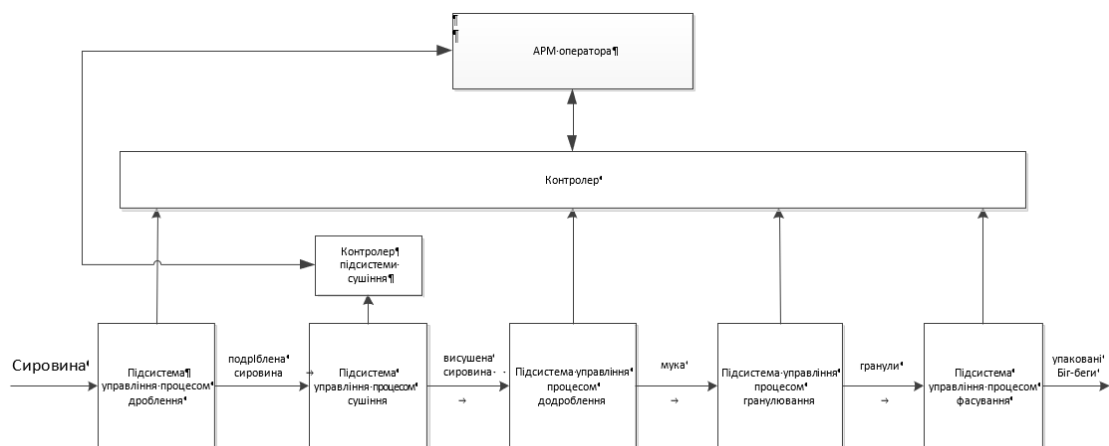 АРМ·оператора¶
Контролер
Контролер¶
підсистеми·
сушіння¶
Сировина
Підсистема¶
управління·процесом
дроблення
подріблена
сировина
Підсистема
управління·процесом
сушіння
висушена
сировина·
Підсистема·управління
процесом
додроблення
мука
Підсистема·управління
процесом
гранулювання
гранули
Підсистема
управління·процесом
фасування
упаковані
Біг-беги